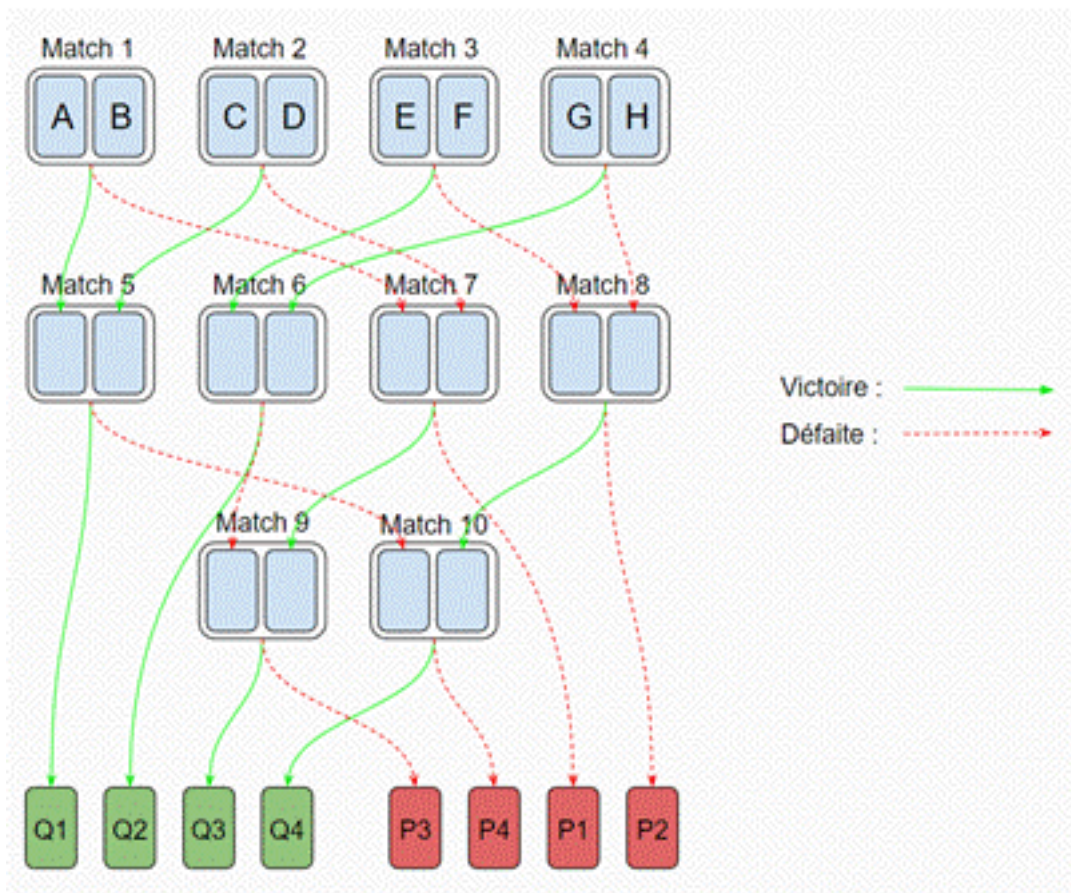 Match 1 Match 2 Match 3 Match 4
A B C D E F G H
Match 5 Match 6 Match 7 Match 8
Victoire :
Défaite :
Match 9 Match 10
Q1 Q2 Q3 Q4 P3 P4 P1 P2